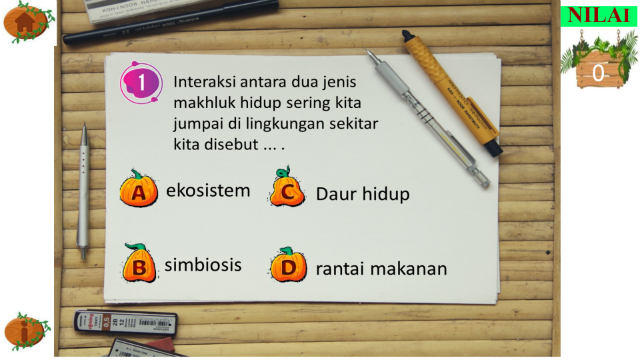 NILAI
0
1
Interaksi antara dua jenis
makhluk hidup sering kita
jumpai di lingkungan sekitar
kita disebut ... .
A ekosistem
C Daur hidup
B simbiosis
D rantai makanan